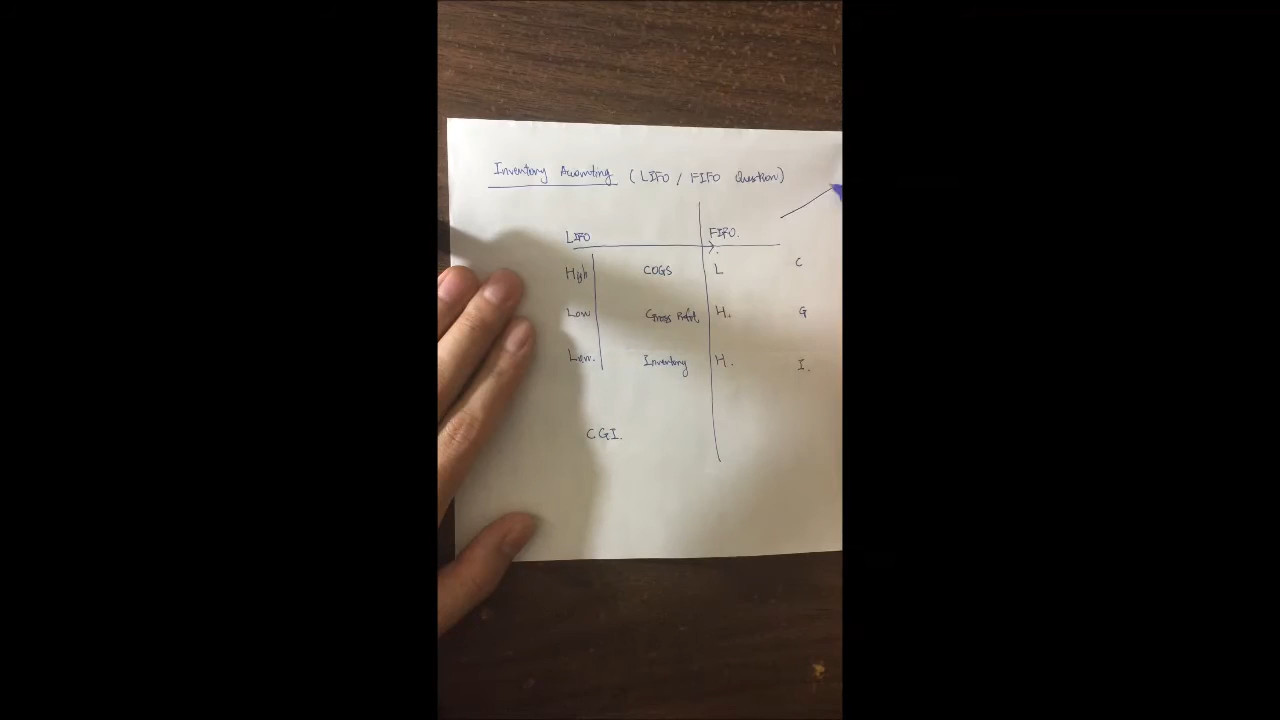 Inventory Accounting (LIFO / FIFO Question)
LIFO FIFO.
High COGS L C
Low Gross Profit H. G
Low. Inventory H. I.
C.G.I.